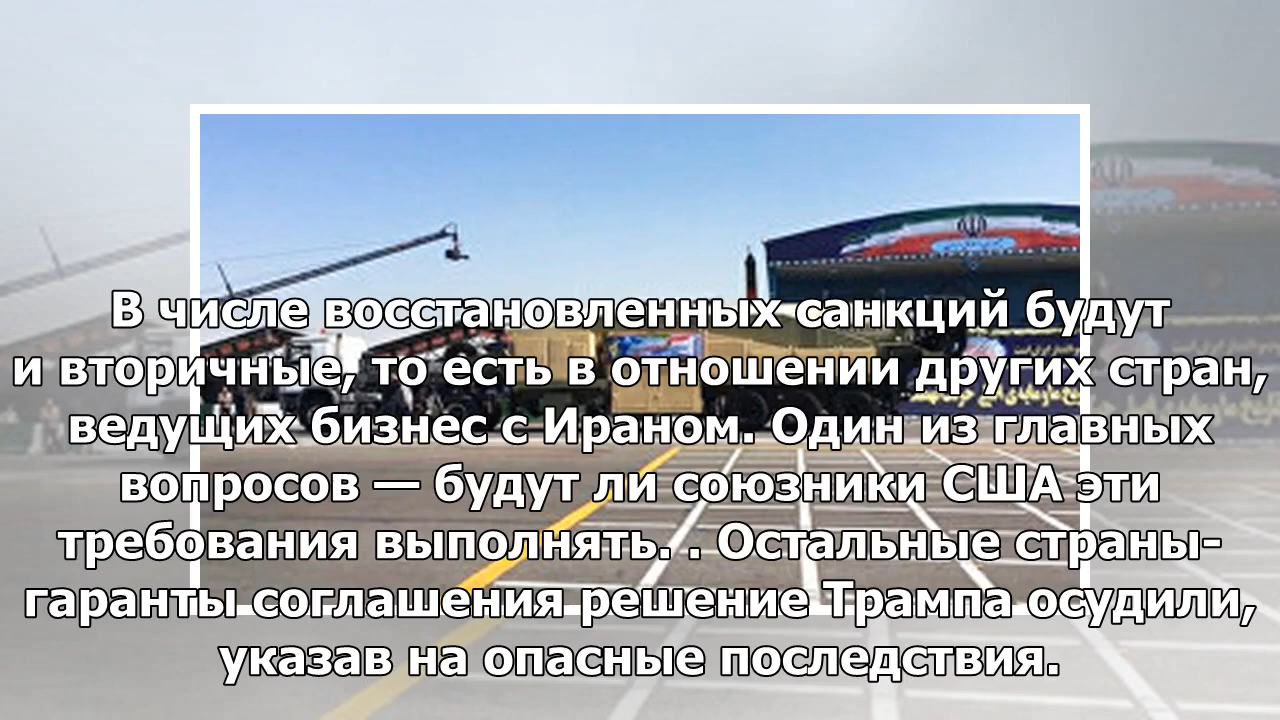 В числе восстановленных санкций будут
и вторичные, то есть в отношении других стран,
ведущих бизнес с Ираном. Один из главных
вопросов — будут ли союзники США эти
требования выполнять. . Остальные страны-
гаранты соглашения решение Трампа осудили,
указав на опасные последствия.